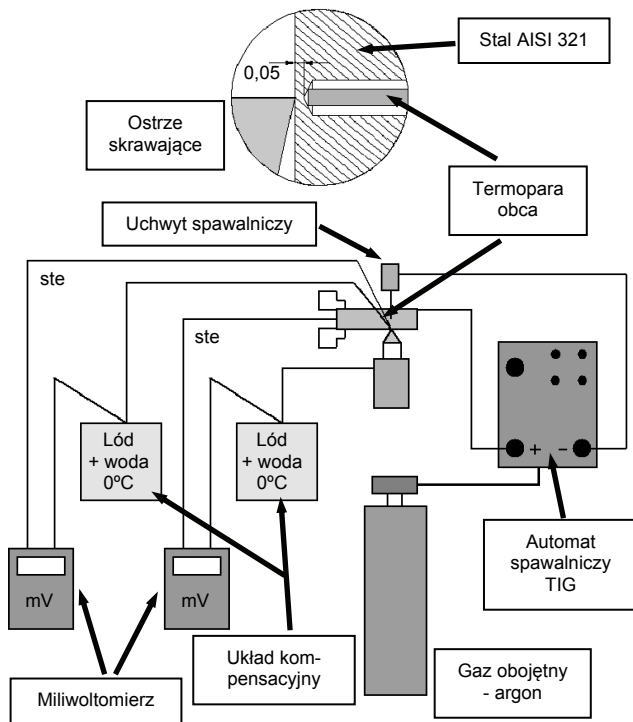 Stal AISI 321
0,05
Ostrze
skrawające
Termopara
obca
Uchwyt spawalniczy
ste
ste
Lód
+ woda
0ºC
Lód
+ woda
0ºC
+ −
Automat
spawalniczy
TIG
mV
mV
Układ kom-
pensacyjny
Gaz obojętny
- argon
Miliwoltomierz